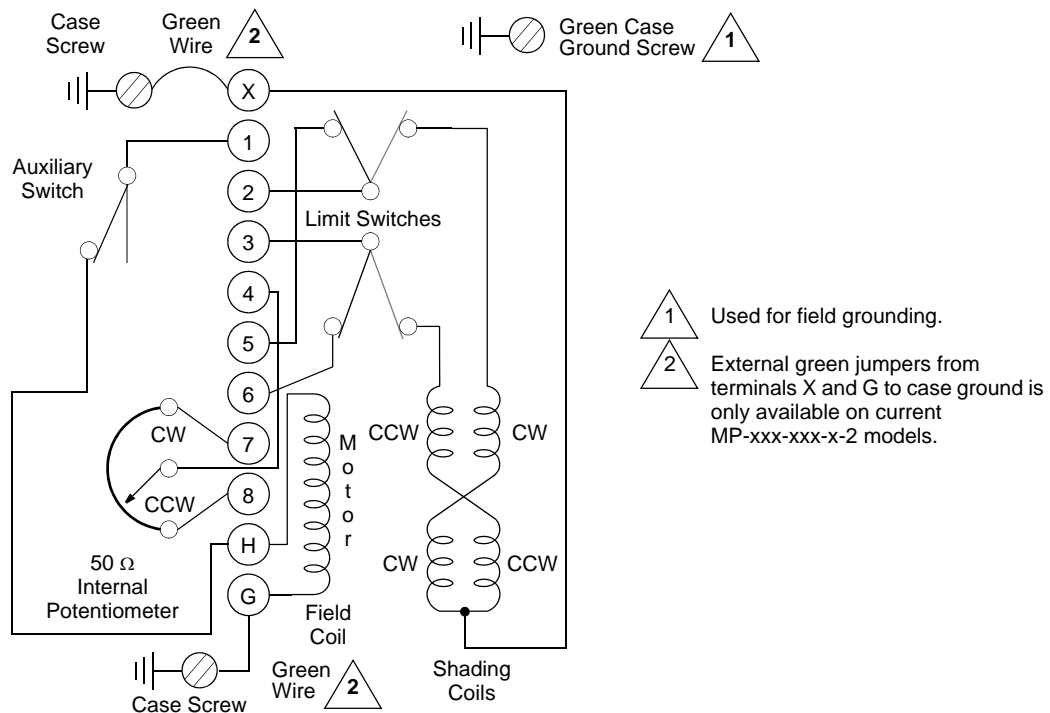 Case
Screw
Green
Wire
2
Green Case
Ground Screw
1
X
1
2
3
4
5
6
7
8
H
G
Auxiliary
Switch
Limit Switches
CW
CCW
50 Ω
Internal
Potentiometer
Motor
Field
Coil
CCW
CW
CW
CCW
Shading
Coils
Case Screw
Green
Wire
2
1
Used for field grounding.
2
External green jumpers from
terminals X and G to case ground is
only available on current
MP-xxx-xxx-x-2 models.